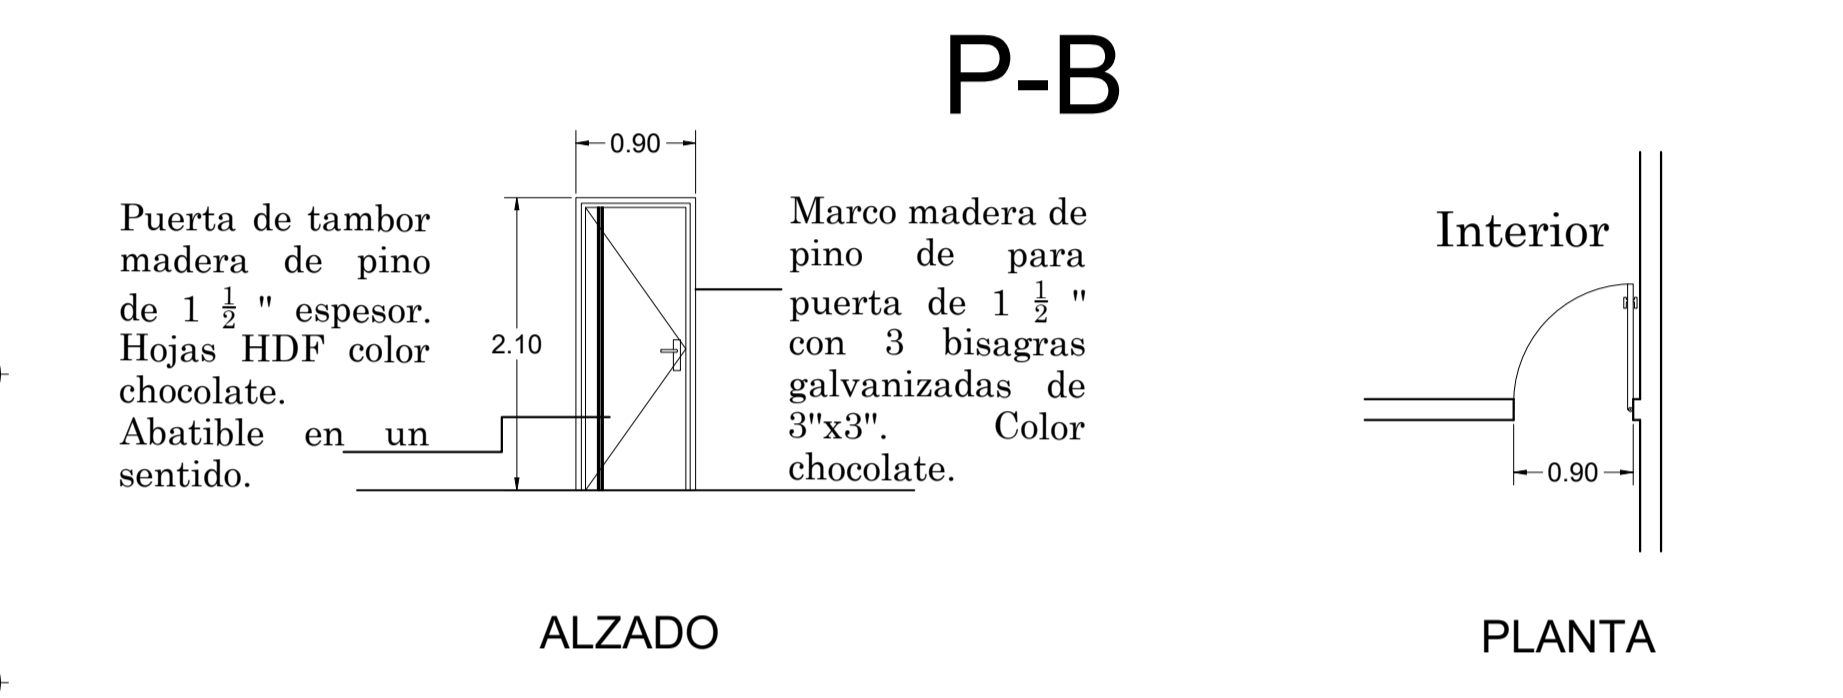 P-B
0.90
Puerta de tambor
madera de pino
de 1 1/2 " espesor.
Hojas HDF color
chocolate.
Abatible en un
sentido.
2.10
Marco madera de
pino de para
puerta de 1 1/2 "
con 3 bisagras
galvanizadas de
3"x3". Color
chocolate.
ALZADO
Interior
0.90
PLANTA